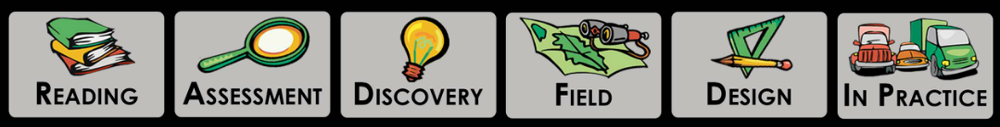 READING
ASSESSMENT
DISCOVERY
FIELD
DESIGN
IN PRACTICE